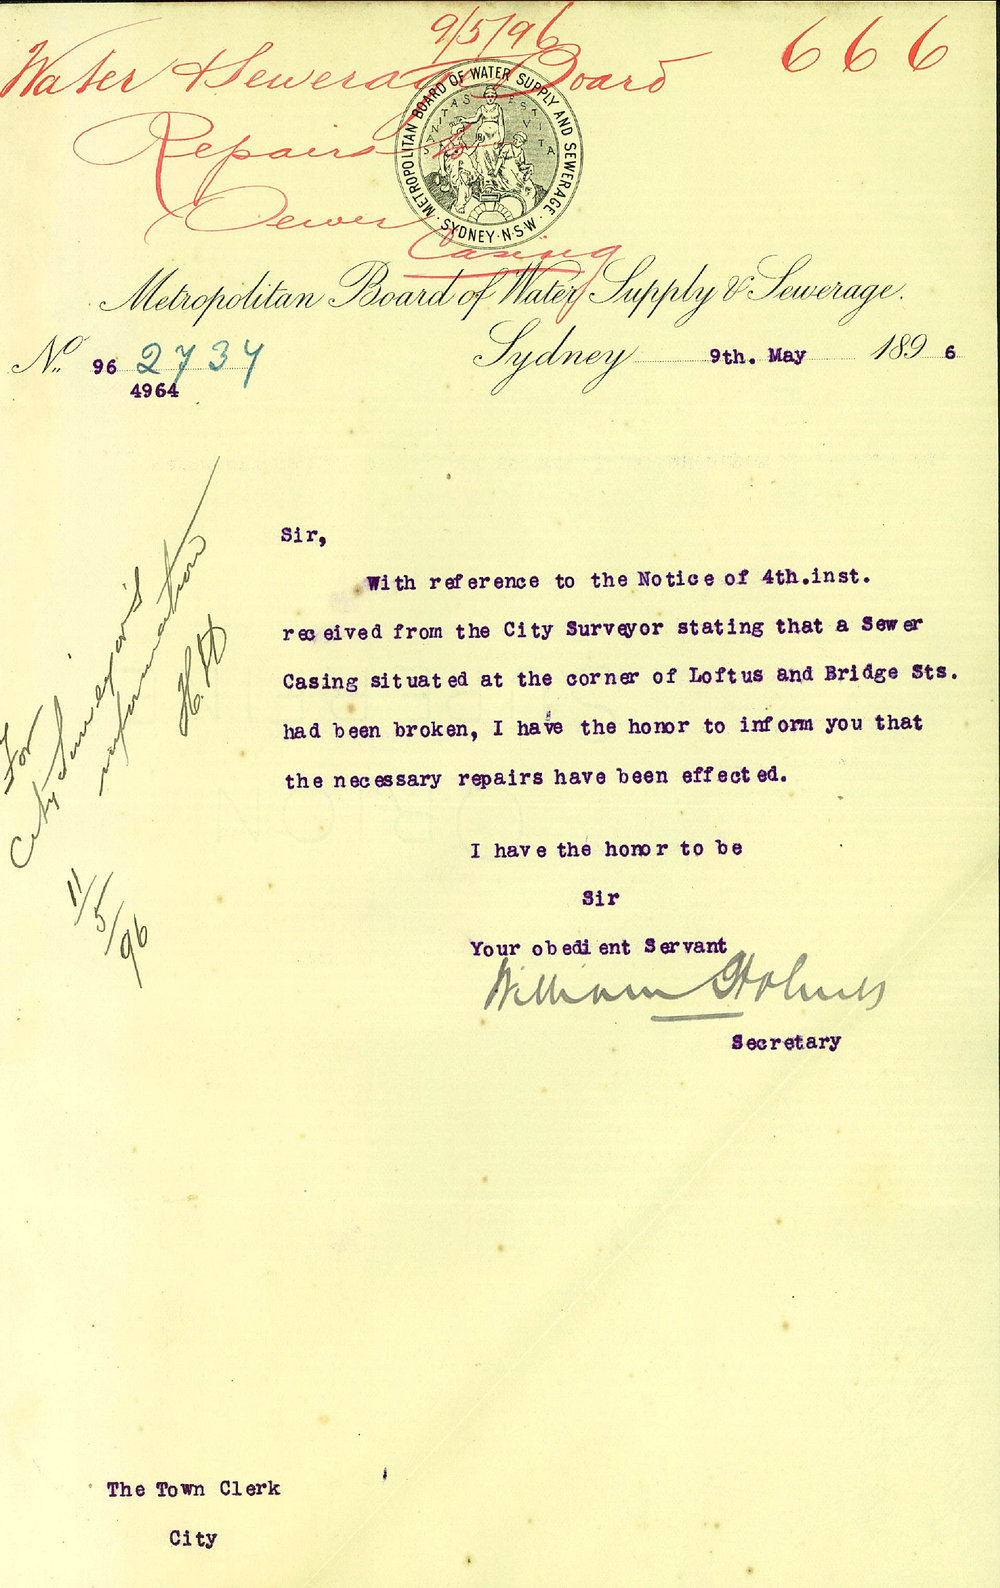 9/5/96
Water & Sewerage Board
666
Repairs to
Sewer
Casing
METROPOLITAN BOARD OF WATER SUPPLY AND SEWERAGE
SANITAS EST VITA
SYDNEY·N·S·W·
Metropolitan Board of Water Supply & Sewerage.
No. 96 2737
4964
Sydney 9th. May 1896
Sir,
With reference to the Notice of 4th.inst.
received from the City Surveyor stating that a Sewer
Casing situated at the corner of Loftus and Bridge Sts.
had been broken, I have the honor to inform you that
the necessary repairs have been effected.
I have the honor to be
Sir
Your obedient Servant
William Holmes
Secretary
For
City Surveyor's
information
11/5/96
The Town Clerk
City